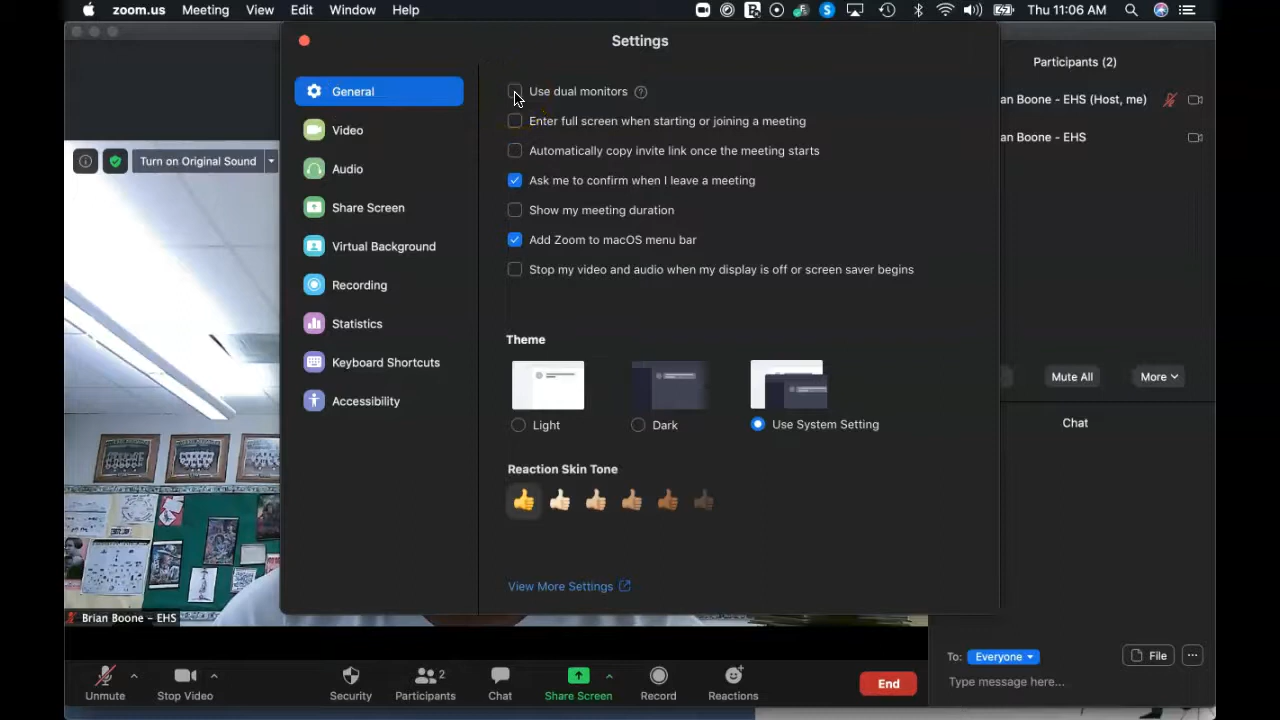 zoom.us Meeting View Edit Window Help Thu 11:06 AM
Settings
General
Video
Audio
Share Screen
Virtual Background
Recording
Statistics
Keyboard Shortcuts
Accessibility
Use dual monitors ?
Enter full screen when starting or joining a meeting
Automatically copy invite link once the meeting starts
Ask me to confirm when I leave a meeting
Show my meeting duration
Add Zoom to macOS menu bar
Stop my video and audio when my display is off or screen saver begins
Theme
Light Dark Use System Setting
Reaction Skin Tone
View More Settings
Turn on Original Sound
Brian Boone - EHS
Participants (2)
an Boone - EHS (Host, me)
an Boone - EHS
Mute All More
Chat
To: Everyone File ...
Type message here...
Unmute Stop Video Security Participants 2 Chat Share Screen Record Reactions End